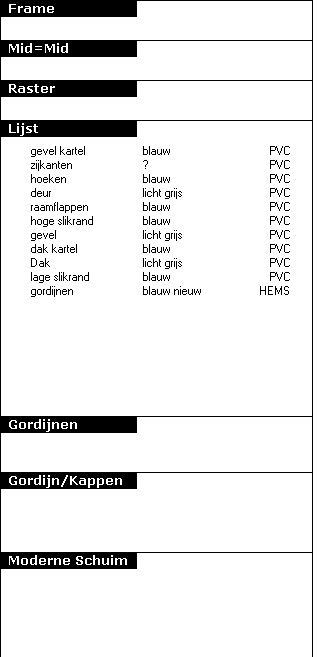 Frame
Mid=Mid
Raster
Lijst
gevel kartel blauw PVC
zijkanten ? PVC
hoeken blauw PVC
deur licht grijs PVC
raamflappen blauw PVC
hoge slikrand blauw PVC
gevel licht grijs PVC
dak kartel blauw PVC
Dak licht grijs PVC
lage slikrand blauw PVC
gordijnen blauw nieuw HEMS
Gordijnen
Gordijn/Kappen
Moderne Schuim